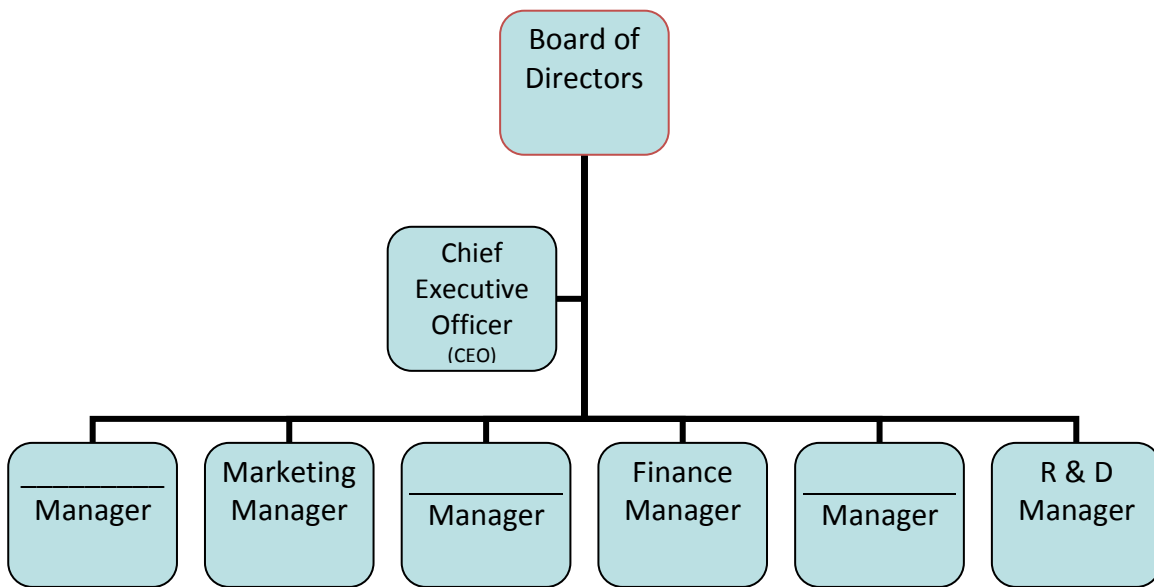 Board of
Directors
Chief
Executive
Officer
(CEO)
_________
Manager
Marketing
Manager
__________
Manager
Finance
Manager
__________
Manager
R & D
Manager